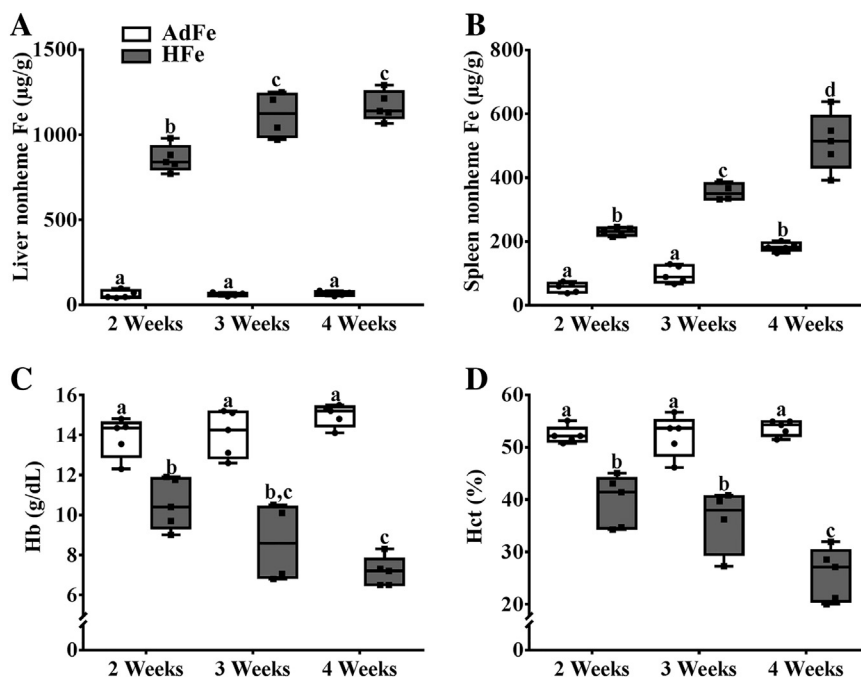 A
AdFe
HFe
Liver nonheme Fe (µg/g)
1500
1000
500
0
a
b
a
c
a
c
2 Weeks
3 Weeks
4 Weeks
B
Spleen nonheme Fe (µg/g)
800
600
400
200
0
a
b
a
c
b
d
2 Weeks
3 Weeks
4 Weeks
C
Hb (g/dL)
16
14
12
10
8
6
0
a
b
a
b,c
a
c
2 Weeks
3 Weeks
4 Weeks
D
Hct (%)
60
50
40
30
20
0
a
b
a
b
a
c
2 Weeks
3 Weeks
4 Weeks